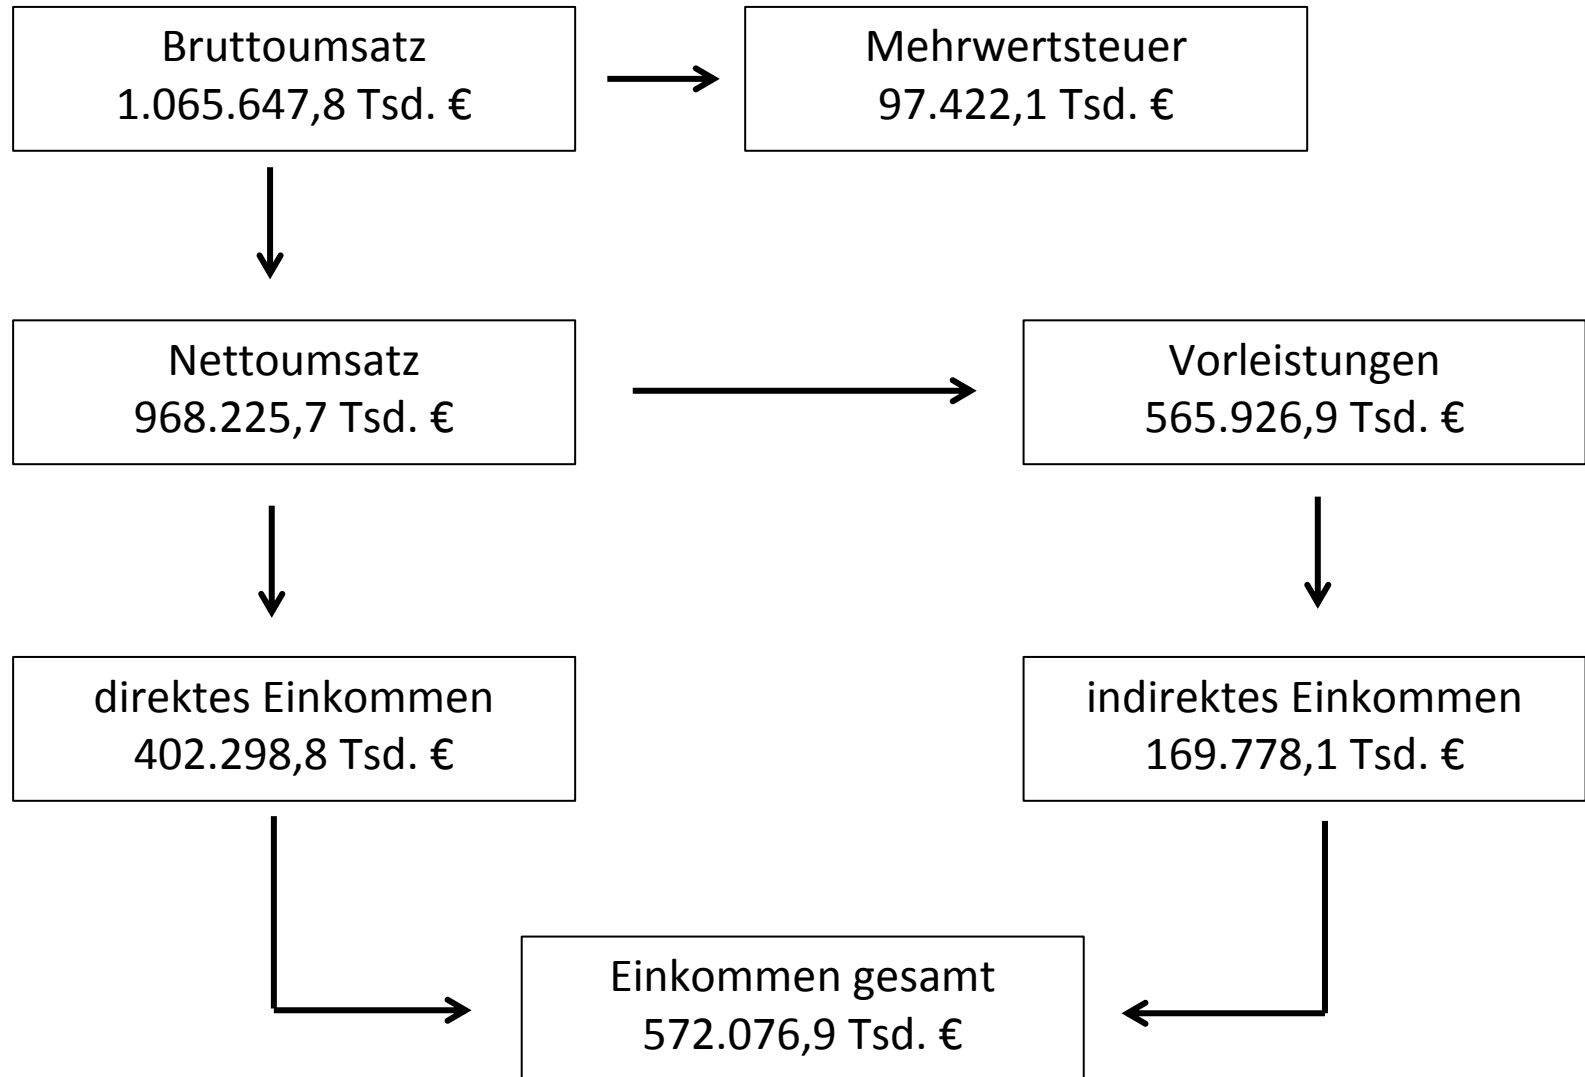 Bruttoumsatz
1.065.647,8 Tsd. €
Mehrwertsteuer
97.422,1 Tsd. €
Nettoumsatz
968.225,7 Tsd. €
Vorleistungen
565.926,9 Tsd. €
direktes Einkommen
402.298,8 Tsd. €
indirektes Einkommen
169.778,1 Tsd. €
Einkommen gesamt
572.076,9 Tsd. €